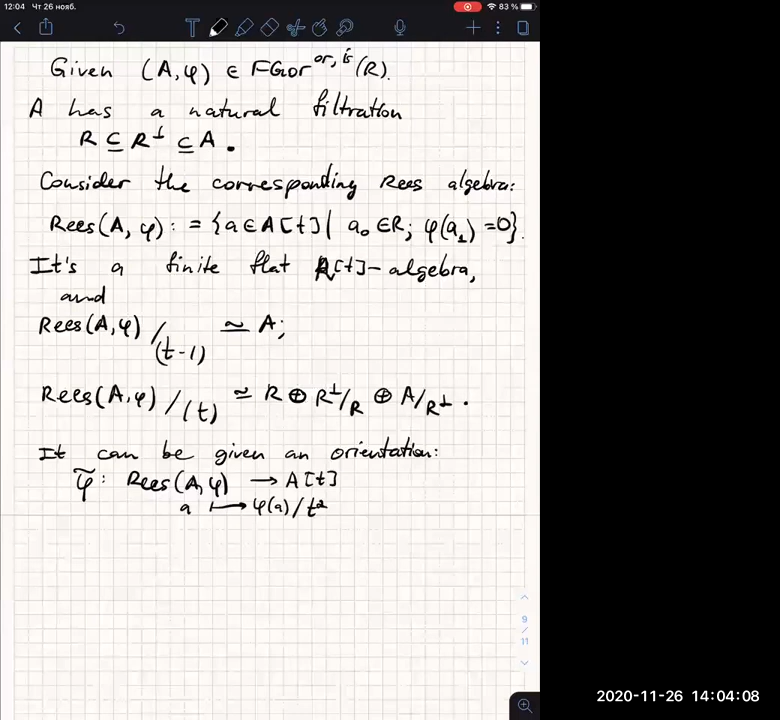 12:04 Чт 26 нояб.
83 %
Given (A, φ) ∈ FGor^{or, is}(R).
A has a natural filtration
R ⊆ R^⊥ ⊆ A.
Consider the corresponding Rees algebra:
Rees(A, φ) := {a ∈ A[t] | a₀ ∈ R; φ(a₁) = 0}.
It's a finite flat R[t]-algebra,
and
Rees(A, φ)/(t-1) ≃ A;
Rees(A, φ)/(t) ≃ R ⊕ R^⊥/R ⊕ A/R^⊥.
It can be given an orientation:
φ̃: Rees(A, φ) → A[t]
a ↦ φ(a)/t²
9
/
11
2020-11-26 14:04:08